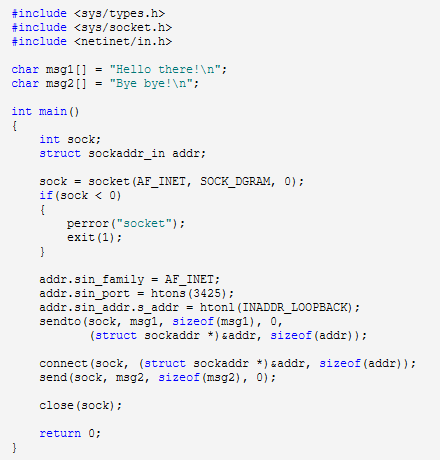 #include <sys/types.h>
#include <sys/socket.h>
#include <netinet/in.h>

char msg1[] = "Hello there!\n";
char msg2[] = "Bye bye!\n";

int main()
{
    int sock;
    struct sockaddr_in addr;

    sock = socket(AF_INET, SOCK_DGRAM, 0);
    if(sock < 0)
    {
        perror("socket");
        exit(1);
    }

    addr.sin_family = AF_INET;
    addr.sin_port = htons(3425);
    addr.sin_addr.s_addr = htonl(INADDR_LOOPBACK);
    sendto(sock, msg1, sizeof(msg1), 0,
           (struct sockaddr *)&addr, sizeof(addr));

    connect(sock, (struct sockaddr *)&addr, sizeof(addr));
    send(sock, msg2, sizeof(msg2), 0);

    close(sock);

    return 0;
}